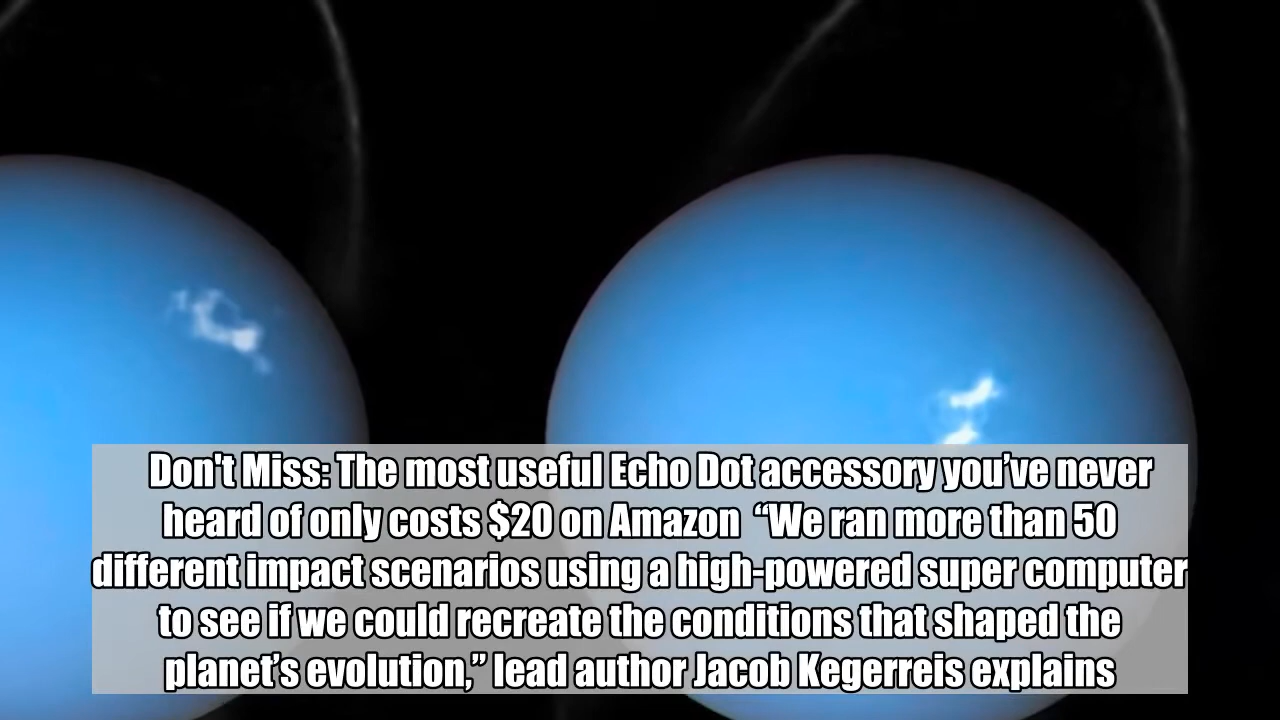 Don't Miss: The most useful Echo Dot accessory you’ve never
heard of only costs $20 on Amazon “We ran more than 50
different impact scenarios using a high-powered super computer
to see if we could recreate the conditions that shaped the
planet’s evolution,” lead author Jacob Kegerreis explains